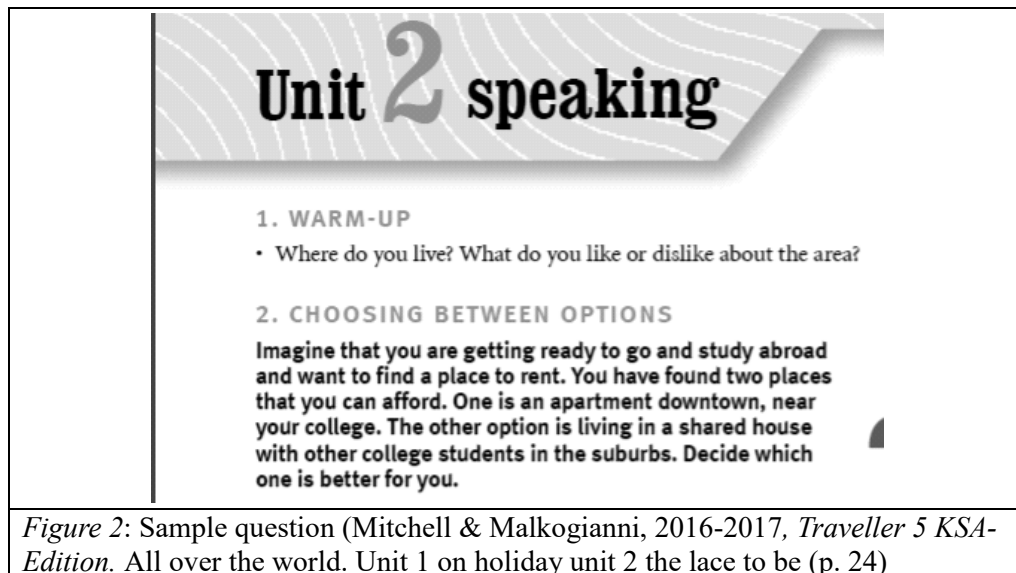 Unit 2 speaking
1. WARM-UP
• Where do you live? What do you like or dislike about the area?
2. CHOOSING BETWEEN OPTIONS
Imagine that you are getting ready to go and study abroad
and want to find a place to rent. You have found two places
that you can afford. One is an apartment downtown, near
your college. The other option is living in a shared house
with other college students in the suburbs. Decide which
one is better for you.
Figure 2: Sample question (Mitchell & Malkogianni, 2016-2017, Traveller 5 KSA-
Edition. All over the world. Unit 1 on holiday unit 2 the lace to be (p. 24)